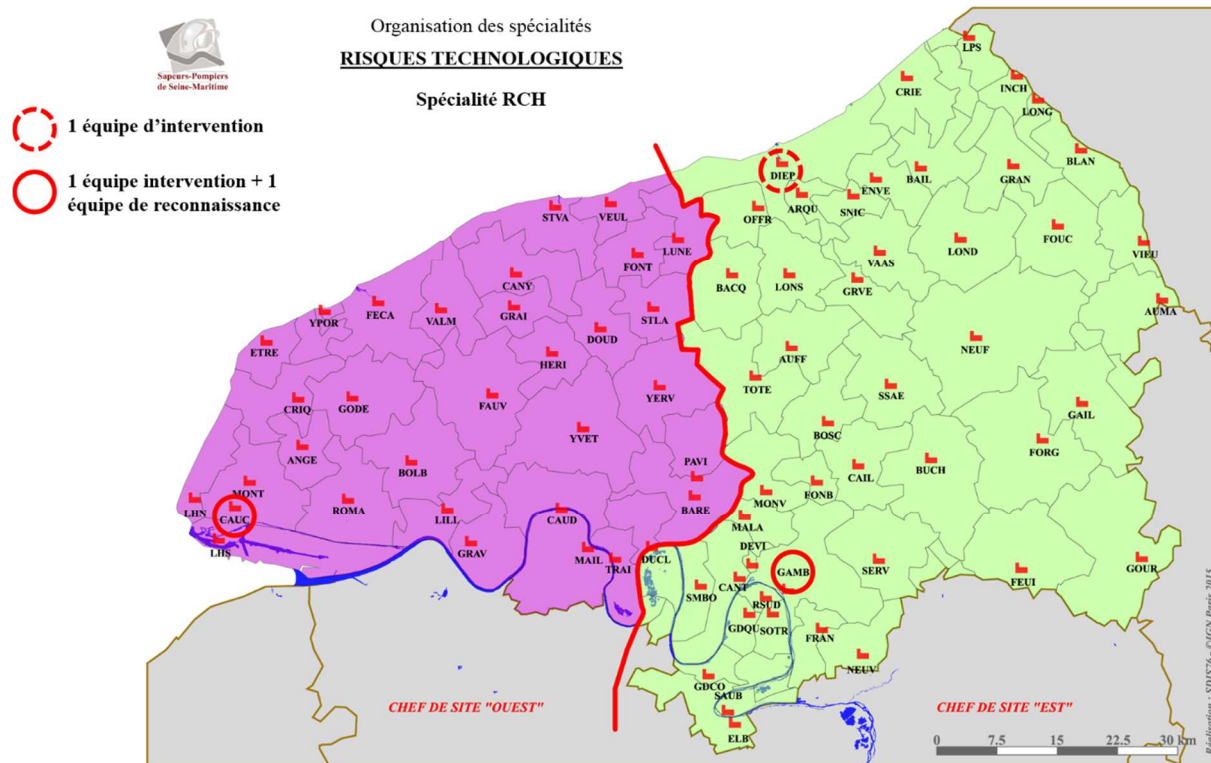 Organisation des spécialités
RISQUES TECHNOLOGIQUES
Spécialité RCH
Sapeurs-Pompiers
de Seine-Maritime
1 équipe d'intervention
1 équipe intervention + 1
équipe de reconnaissance
LPS
CRIE
INCH
LONG
BLAN
DIEP
BAIL
GRAN
ENVE
ARQU
SNIC
OFFR
STVA
VEUL
LUNE
FONT
FOUC
LOND
VIEU
VAAS
CANY
BACQ
LONS
GRVE
AUMA
YPOR
FECA
VALM
GRAI
STLA
DOUD
ETRE
HERI
NEUF
AUFF
TOTE
SSAE
YERV
CRIQ
GODE
FAUV
GAIL
YVET
BOSC
FORG
ANGE
BOLB
PAVI
CAIL
BUCH
MONT
FONB
MONV
LHN
CAUC
ROMA
LILL
CAUD
BARE
MALA
LHS
GRAV
MAIL
TRAI
DUCL
DEVI
GAMB
SERV
FEUI
GOUR
CANT
SMBO
RSUD
GDQU
SOTR
FRAN
NEUV
GDCO
SAUB
ELB
CHEF DE SITE "OUEST"
CHEF DE SITE "EST"
0 7.5 15 22.5 30 km
Réalisation : SDIS76 - ©IGN Paris 2015